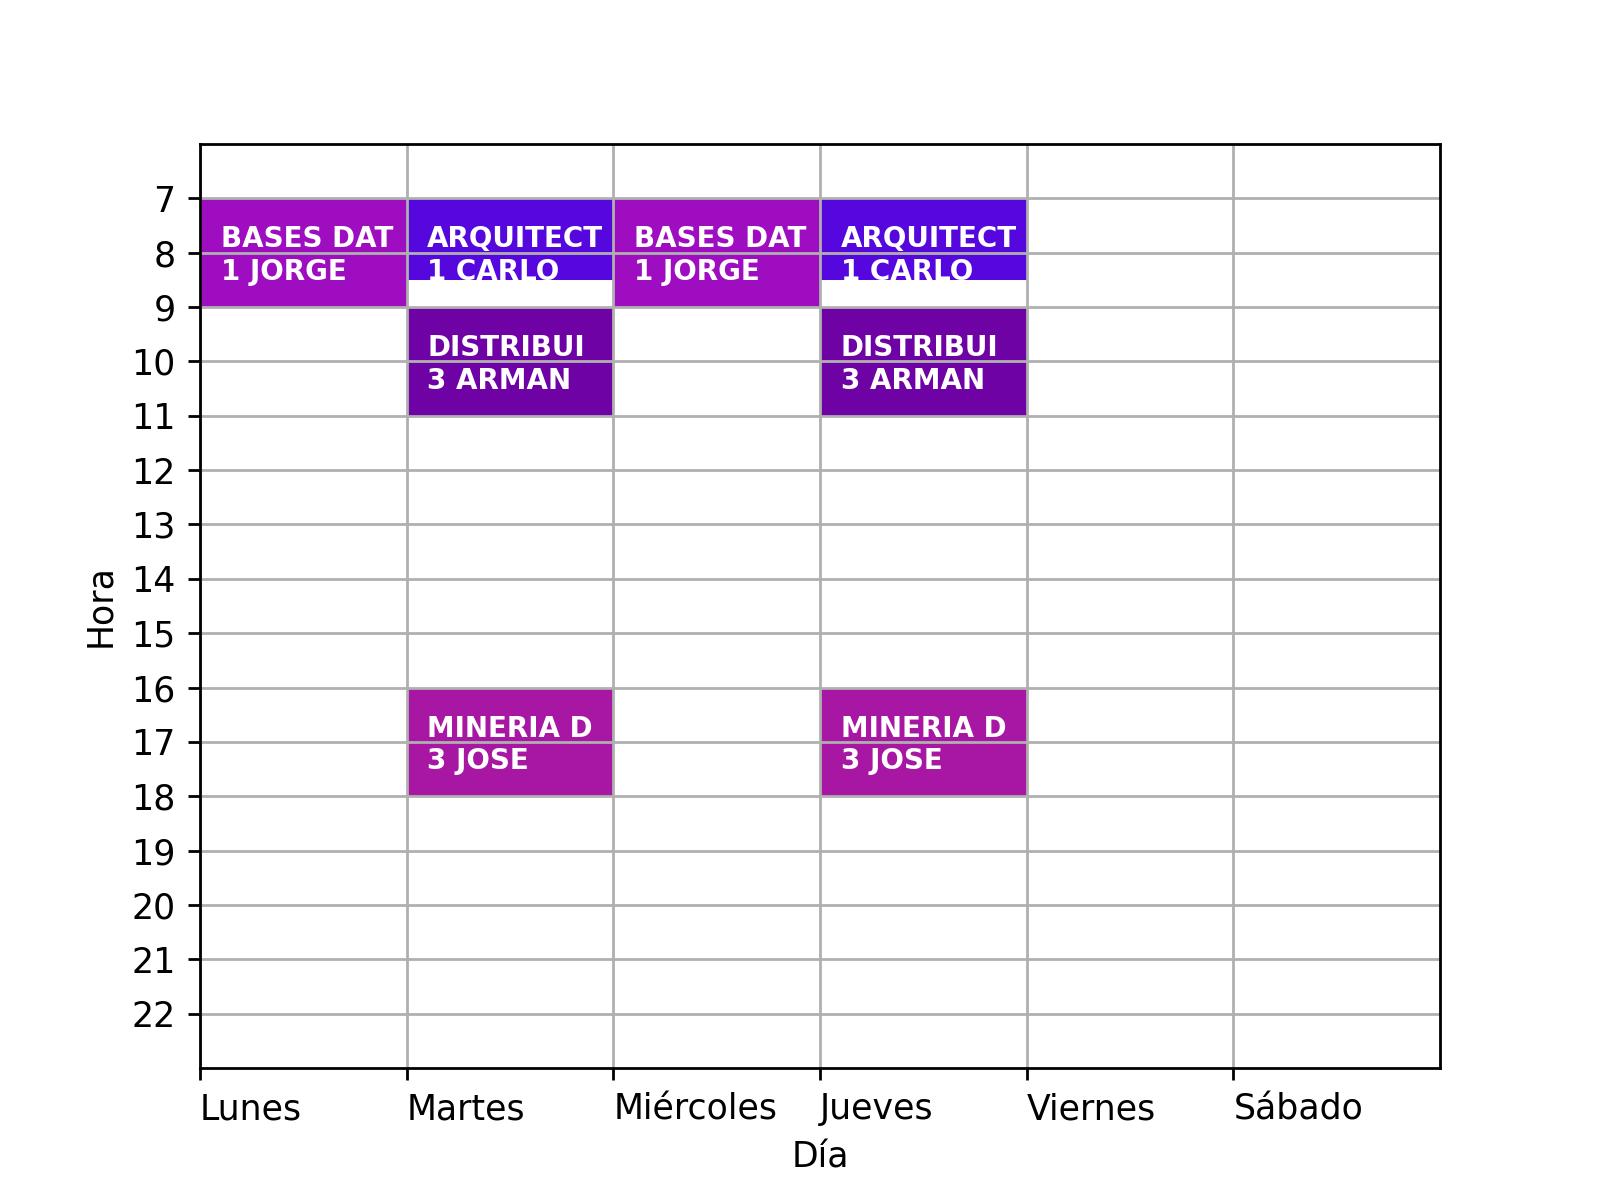 7
BASES DAT
1 JORGE
ARQUITECT
1 CARLO
BASES DAT
1 JORGE
ARQUITECT
1 CARLO
8
9
DISTRIBUI
3 ARMAN
DISTRIBUI
3 ARMAN
10
11
12
13
14
Hora
15
16
MINERIA D
3 JOSE
MINERIA D
3 JOSE
17
18
19
20
21
22
Lunes Martes Miércoles Jueves Viernes Sábado
Día